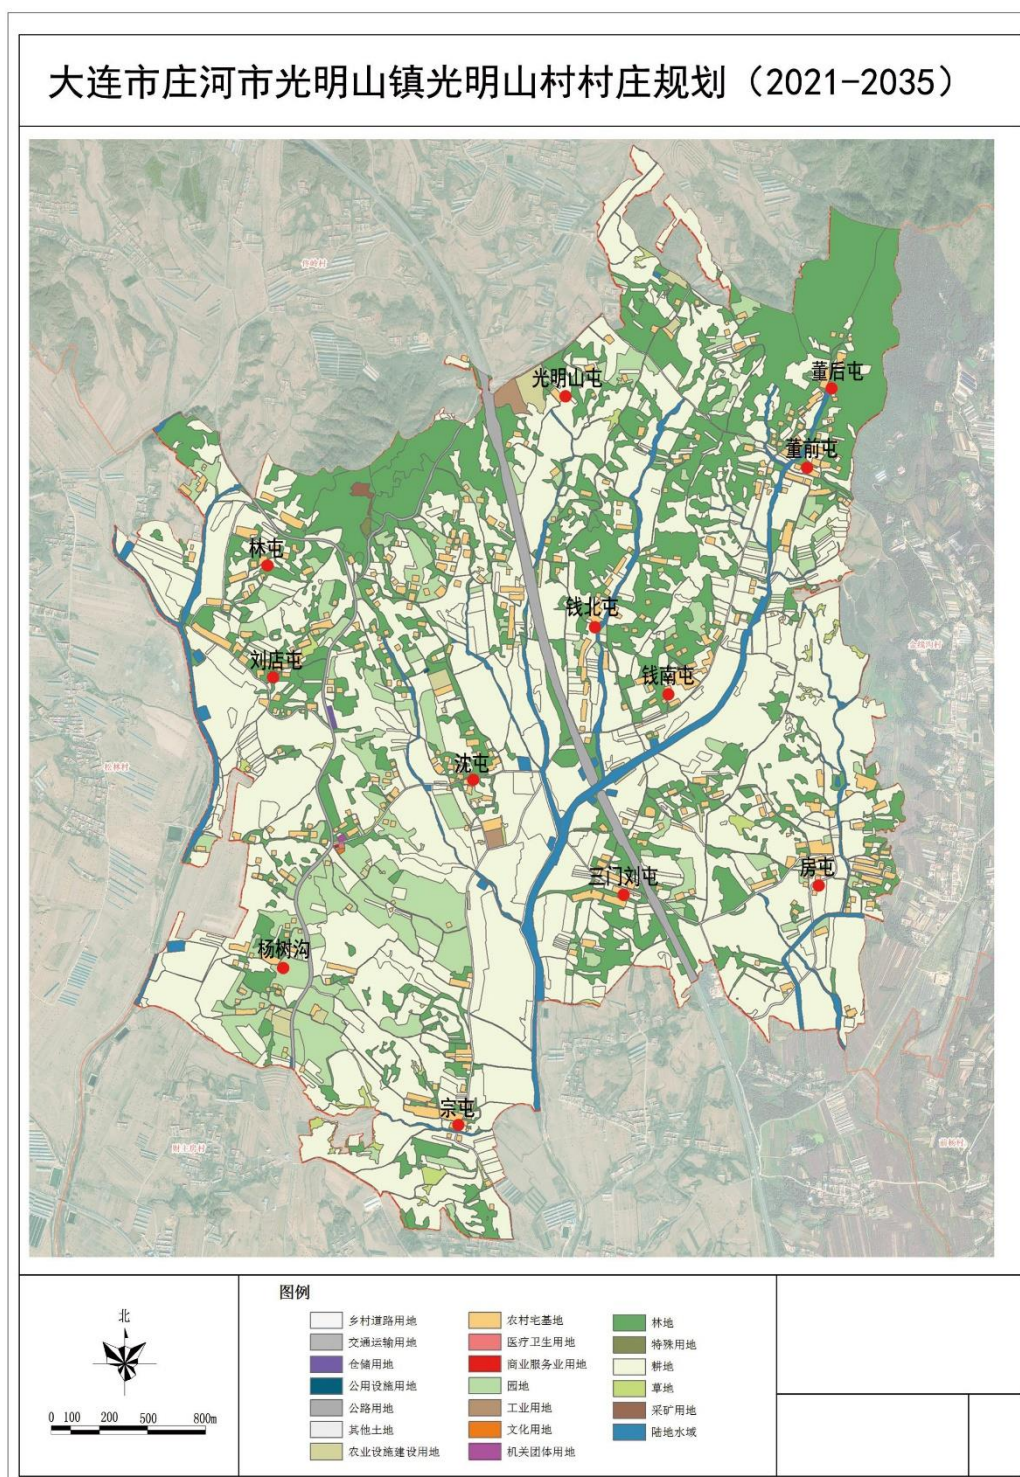 大连市庄河市光明山镇光明山村村庄规划（2021-2035）
光明山屯
董后屯
董前屯
林屯
钱北屯
刘店屯
钱南屯
沈屯
三门刘屯
房屯
杨树沟
宗屯
松林村
北
0 100 200 500 800m
图例
乡村道路用地
交通运输用地
仓储用地
公用设施用地
公路用地
其他土地
农业设施建设用地
农村宅基地
医疗卫生用地
商业服务业用地
园地
工业用地
文化用地
机关团体用地
林地
特殊用地
耕地
草地
采矿用地
陆地水域